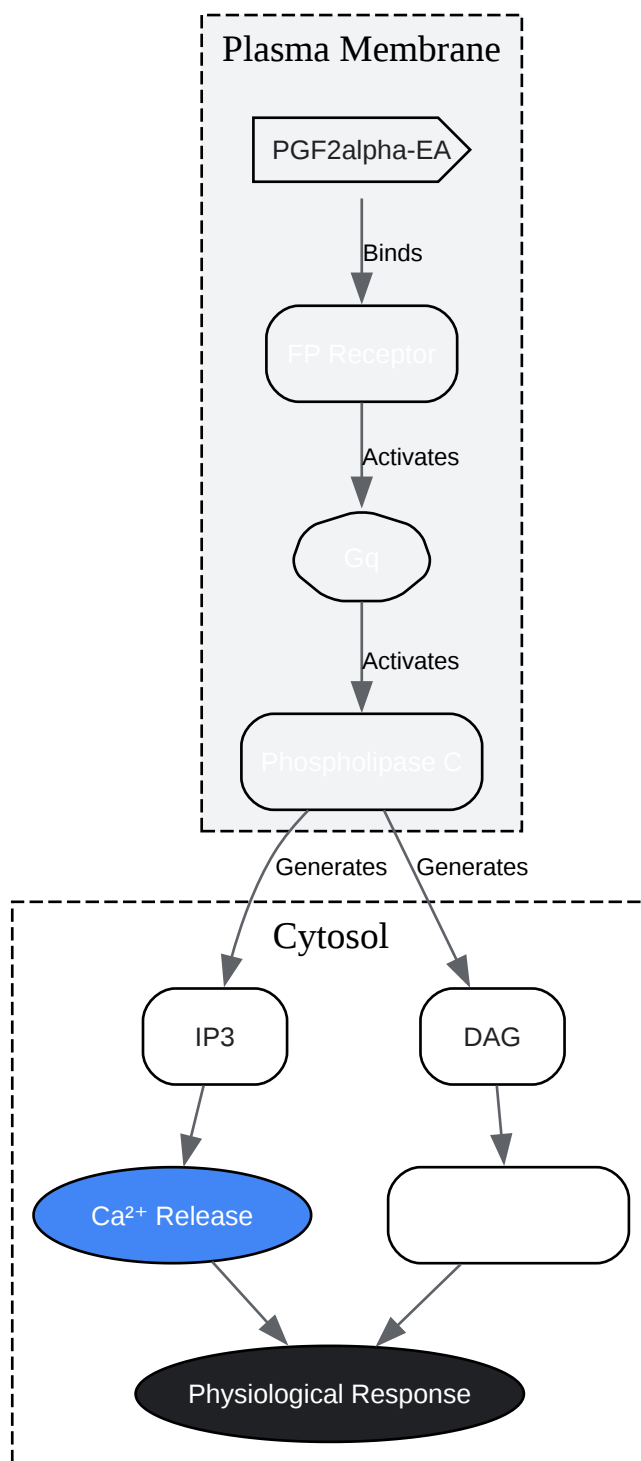 Plasma Membrane
PGF2alpha-EA
Binds
FP Receptor
Activates
Gq
Activates
Phospholipase C
Generates
Generates
Cytosol
IP3
DAG
Ca²⁺ Release
Physiological Response